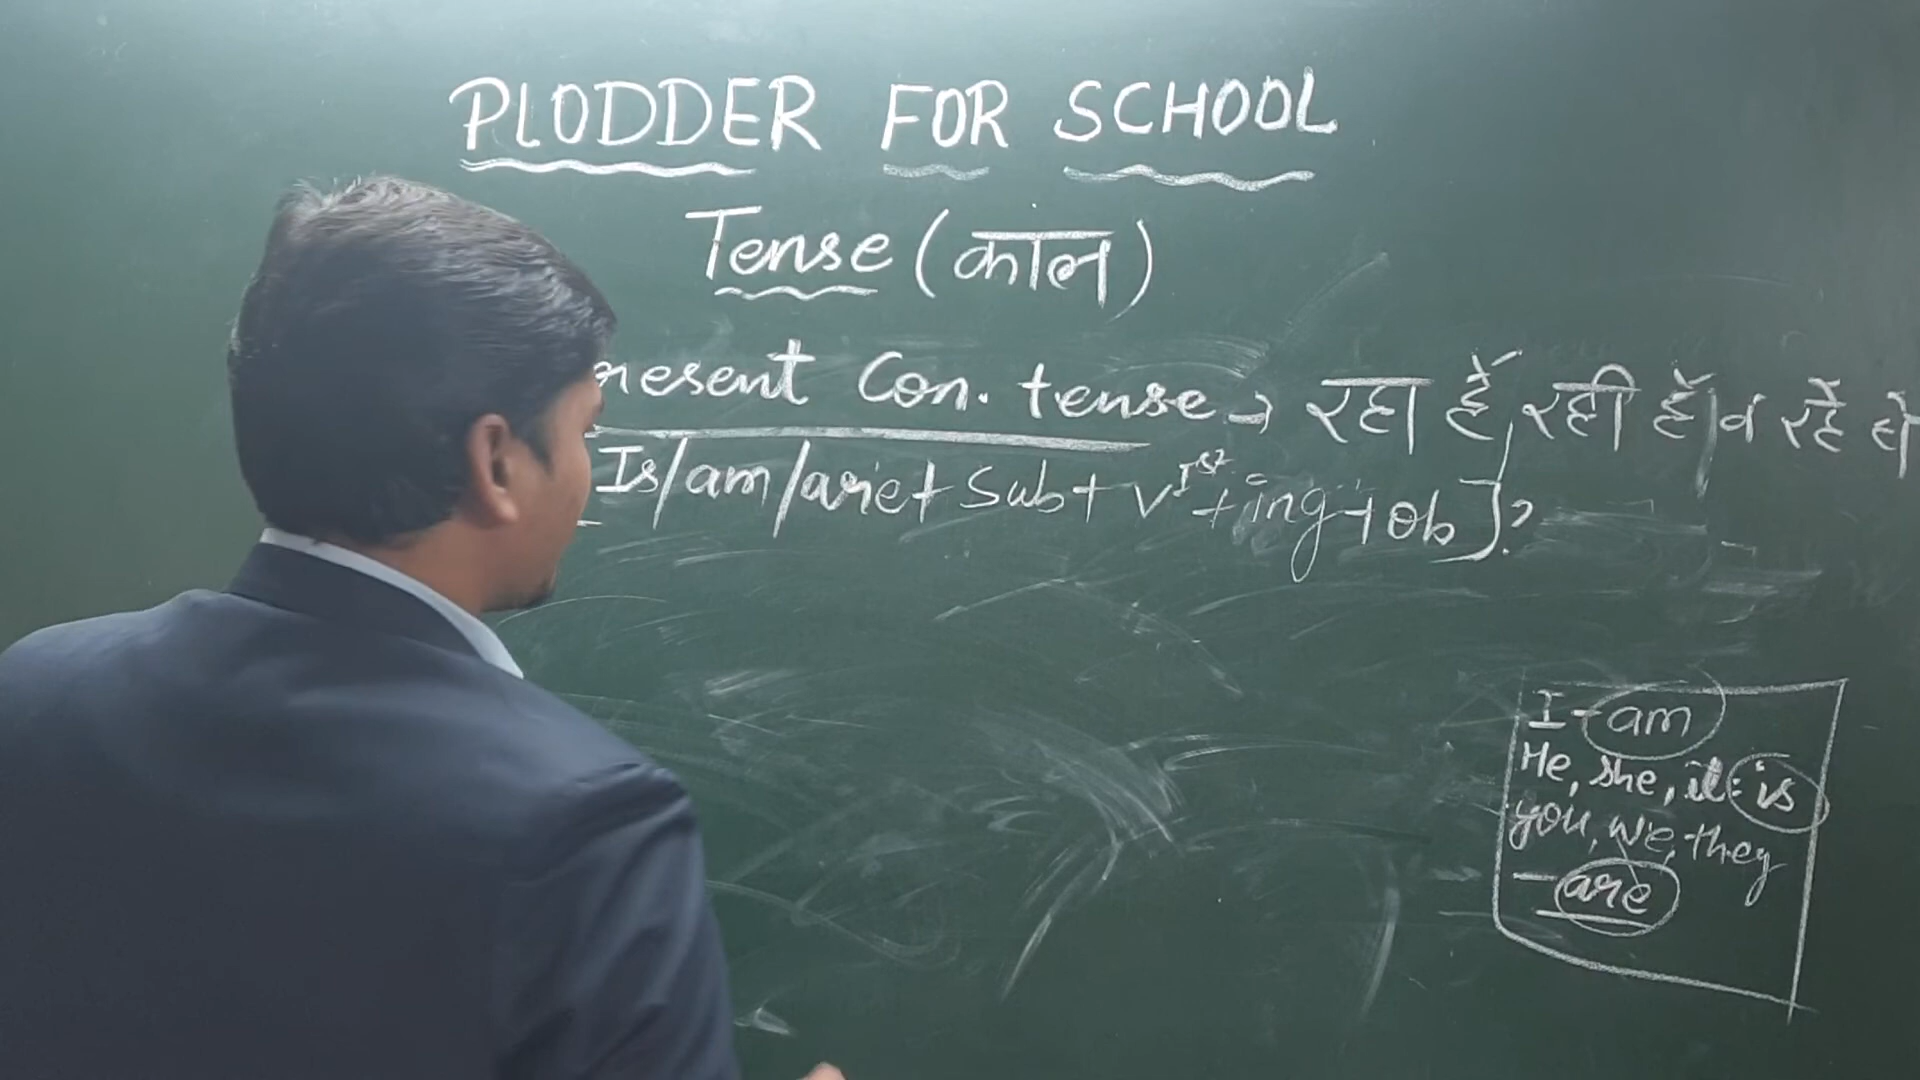 PLODDER FOR SCHOOL
Tense (काल)
resent Con. tense → रहा हैं, रही हैं। व रहें हो
Is/am/are + Sub + V Ist + ing + Ob]?
I - am
He, she, it: is
you, we, they
- are